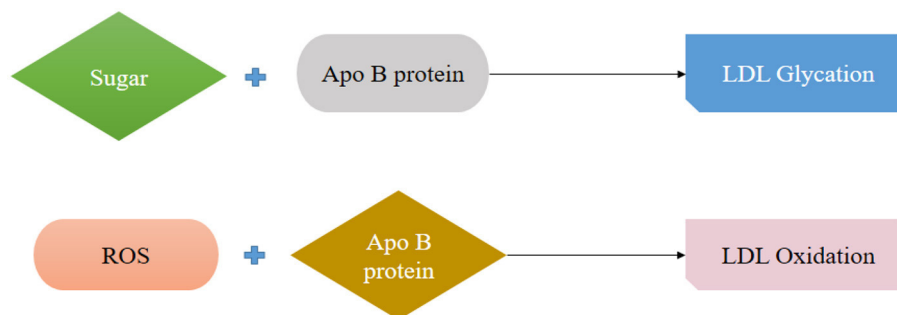 Sugar
Apo B protein
LDL Glycation
ROS
Apo B
protein
LDL Oxidation